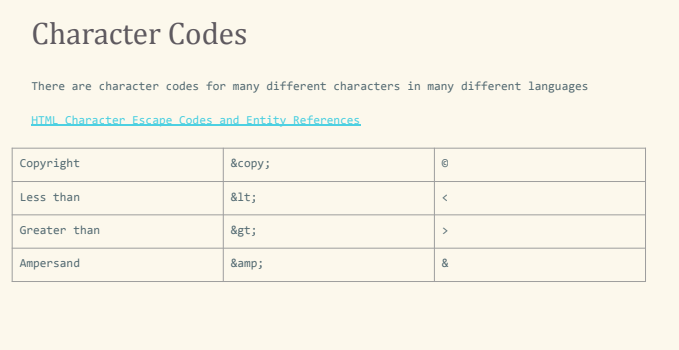 Character Codes
There are character codes for many different characters in many different languages
HTML Character Escape Codes and Entity References
Copyright &copy; ©
Less than &lt; <
Greater than &gt; >
Ampersand &amp; &